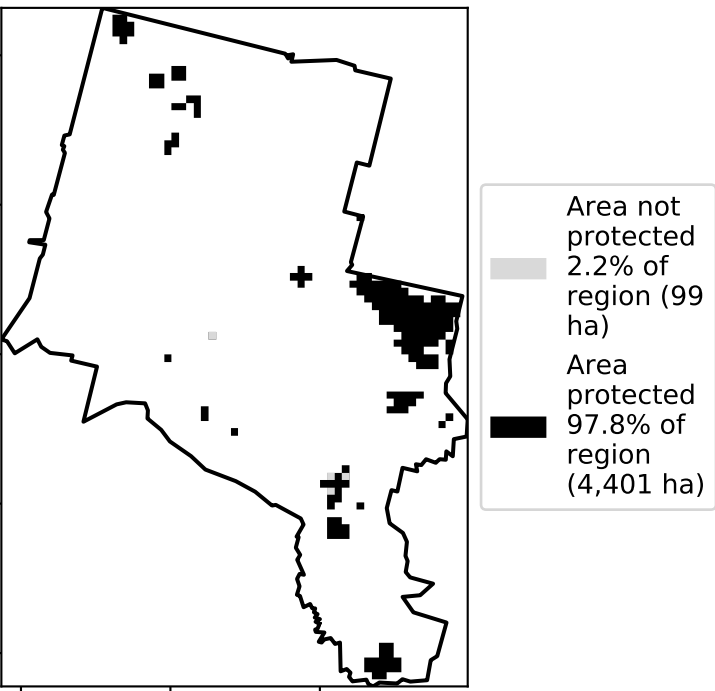 Area not
protected
2.2% of
region (99
ha)
Area
protected
97.8% of
region
(4,401 ha)